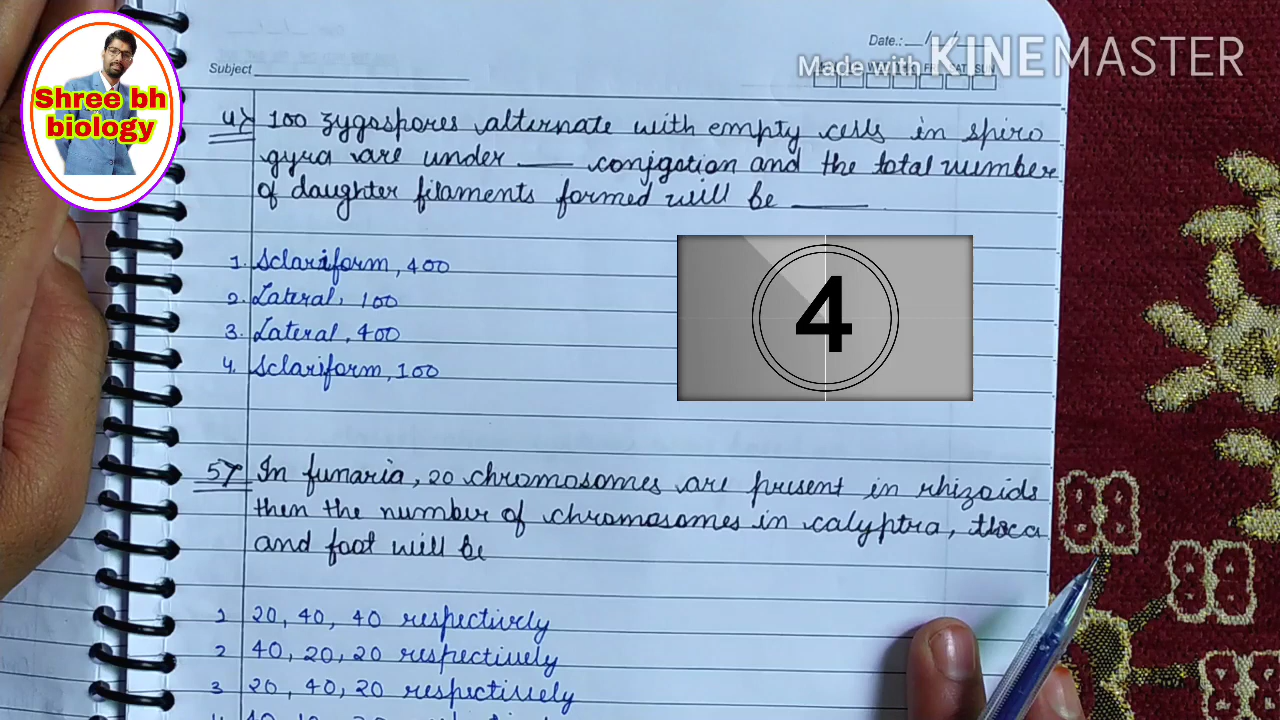 Shree bh
biology
Subject
Date.: __/__/__
Made with KINEMASTER
4> 100 zygospores alternate with empty cells in spiro
gyra are under ___ conjgation and the total number
of daughter filaments formed will be ___
1. Sclariform, 400
2. Lateral, 100
3. Lateral, 400
4. Sclariform, 100
4
5> In funaria, 20 chromosomes are present in rhizoids
then the number of chromosomes in calyptra,
and foot will be
1 20, 40, 40 respectively
2 40, 20, 20 respectively
3 20, 40, 20 respectively